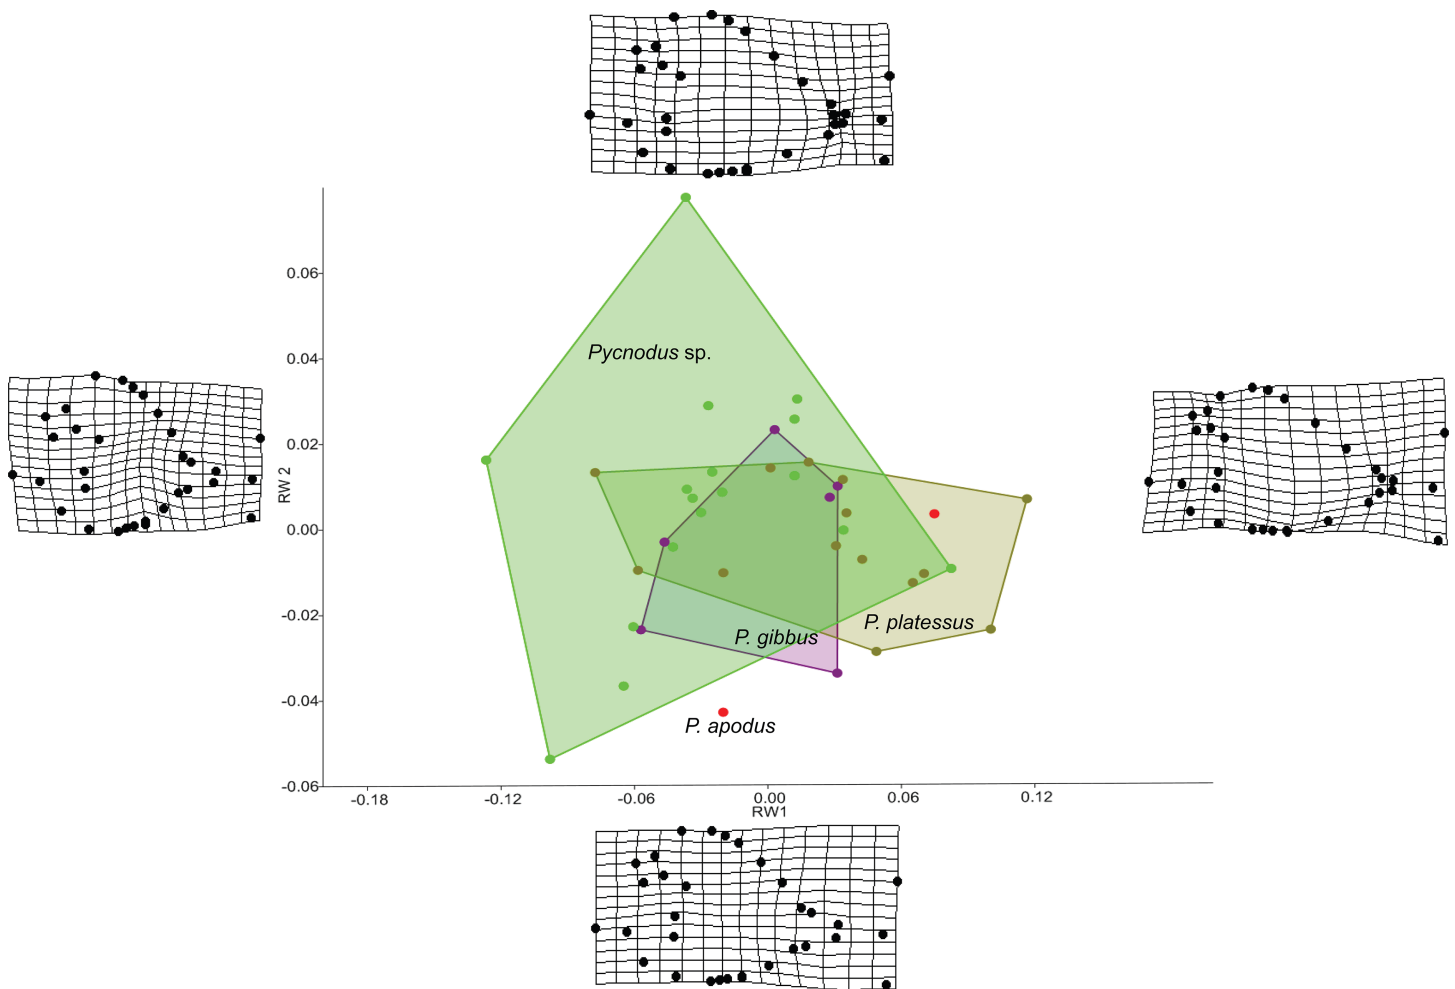 0.06
Pycnodus sp.
0.04
0.02
RW 2
0.00
P. platessus
P. gibbus
-0.02
-0.04
P. apodus
-0.06
-0.18
-0.12
-0.06
0.00
0.06
0.12
RW1